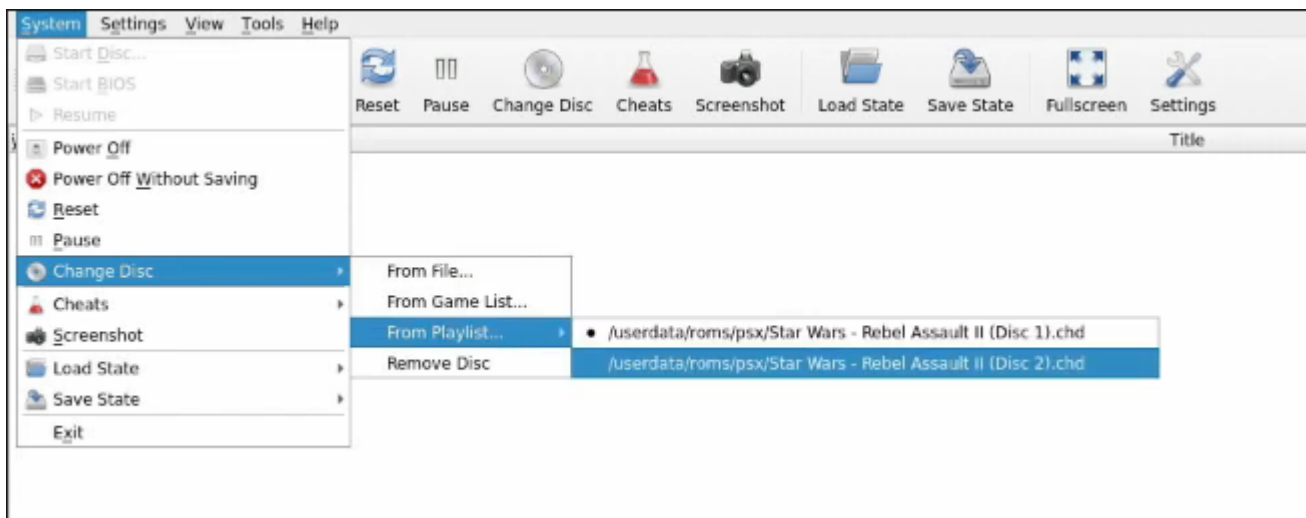 System Settings View Tools Help
Start Disc...
Start BIOS
Resume
Reset Pause Change Disc Cheats Screenshot Load State Save State Fullscreen Settings
Title
Power Off
Power Off Without Saving
Reset
Pause
Change Disc
Cheats
Screenshot
Load State
Save State
Exit
From File...
From Game List...
From Playlist...
Remove Disc
/userdata/roms/psx/Star Wars - Rebel Assault II (Disc 1).chd
/userdata/roms/psx/Star Wars - Rebel Assault II (Disc 2).chd